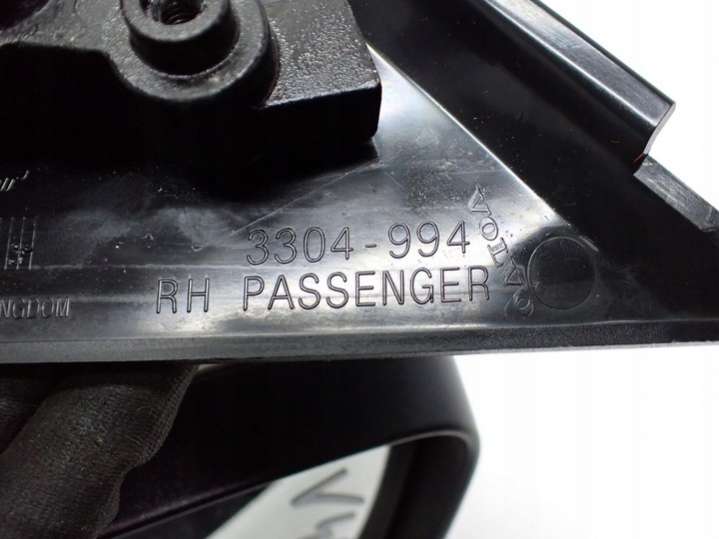 3304-994
RH PASSENGER
VOLVO
NGDOM